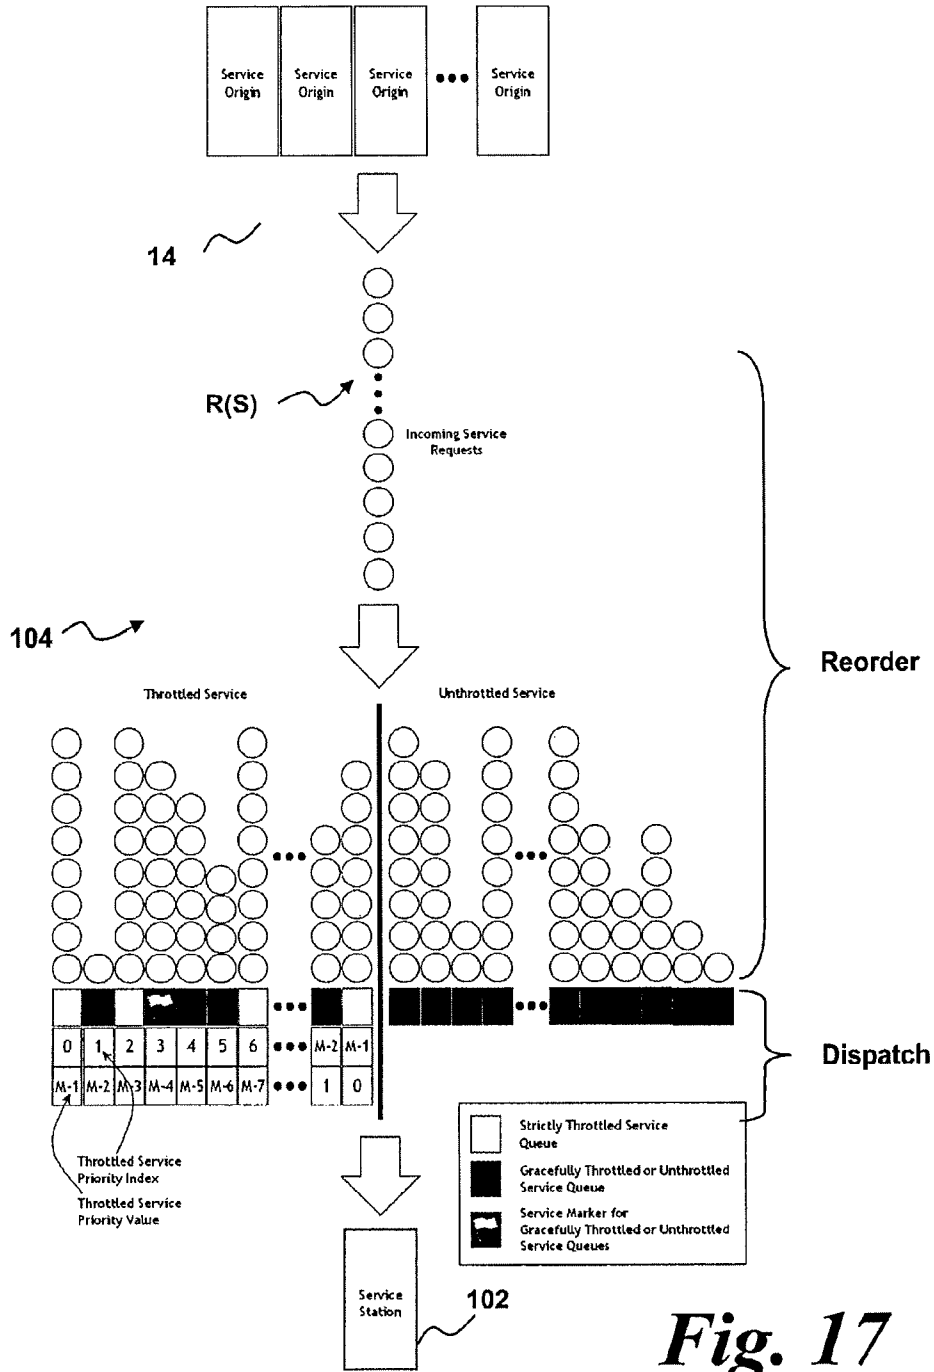 Service Origin
Service Origin
Service Origin
Service Origin
14
R(S)
Incoming Service
Requests
104
Reorder
Throttled Service
Unthrottled Service
0 1 2 3 4 5 6 M-2 M-1
M-1 M-2 M-3 M-4 M-5 M-6 M-7 1 0
Dispatch
Throttled Service
Priority Index
Throttled Service
Priority Value
Strictly Throttled Service
Queue
Gracefully Throttled or Unthrottled
Service Queue
Service Marker for
Gracefully Throttled or Unthrottled
Service Queues
Service
Station
102
Fig. 17